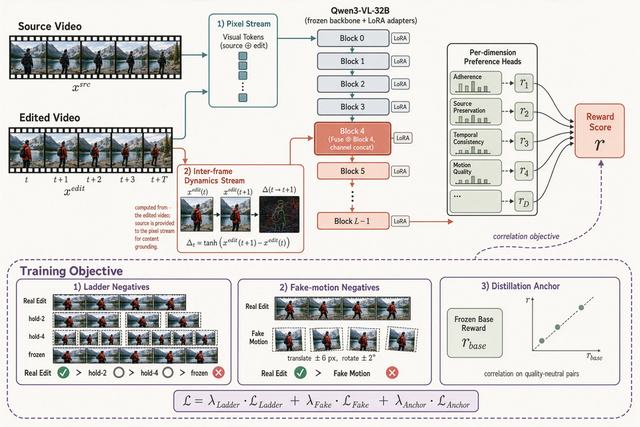 Source Video
x^src
Edited Video
t
t+1
t+2
t+3
t+T
x^edit
1) Pixel Stream
Visual Tokens
(source ⊕ edit)
2) Inter-frame
Dynamics Stream
x^edit(t)
x^edit(t+1)
Δ(t→t+1)
Δ_t = tanh(x^edit(t+1) − x^edit(t))
computed from
the edited video;
source is provided
to the pixel stream
for content
grounding.
Qwen3-VL-32B
(frozen backbone + LoRA adapters)
Block 0
LoRA
Block 1
LoRA
Block 2
LoRA
Block 3
LoRA
Block 4
(Fuse @ Block 4,
channel concat)
LoRA
Block 5
LoRA
Block L−1
LoRA
Per-dimension
Preference Heads
Adherence
r_1
Source
Preservation
r_2
Temporal
Consistency
r_3
Motion
Quality
r_4
...
r_D
Reward
Score
r
correlation objective
Training Objective
1) Ladder Negatives
Real Edit
hold-2
hold-4
frozen
Real Edit > hold-2 > hold-4 > frozen
2) Fake-motion Negatives
Real Edit
Fake
Motion
translate ± 6 px, rotate ± 2°
Real Edit > Fake Motion
3) Distillation Anchor
Frozen Base
Reward
r_base
r
r_base
correlation on quality-neutral pairs
ℒ = λ_Ladder · ℒ_Ladder + λ_Fake · ℒ_Fake + λ_Anchor · ℒ_Anchor